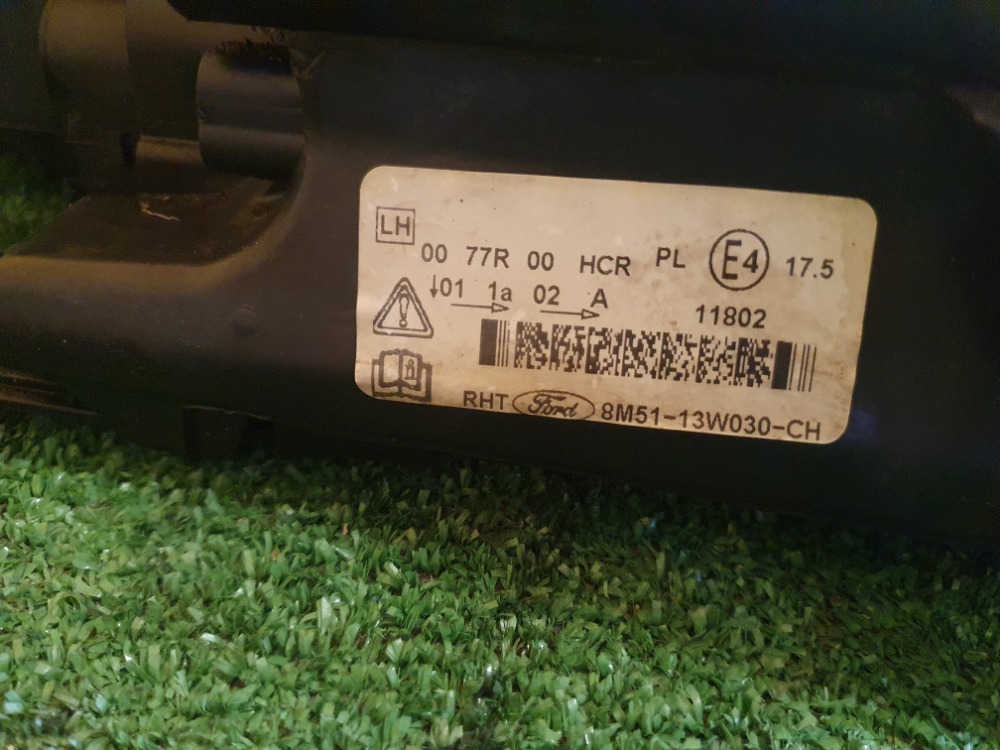 LH
00 77R 00 HCR PL E4 17.5
↓01 1a 02 A
11802
RHT Ford 8M51-13W030-CH